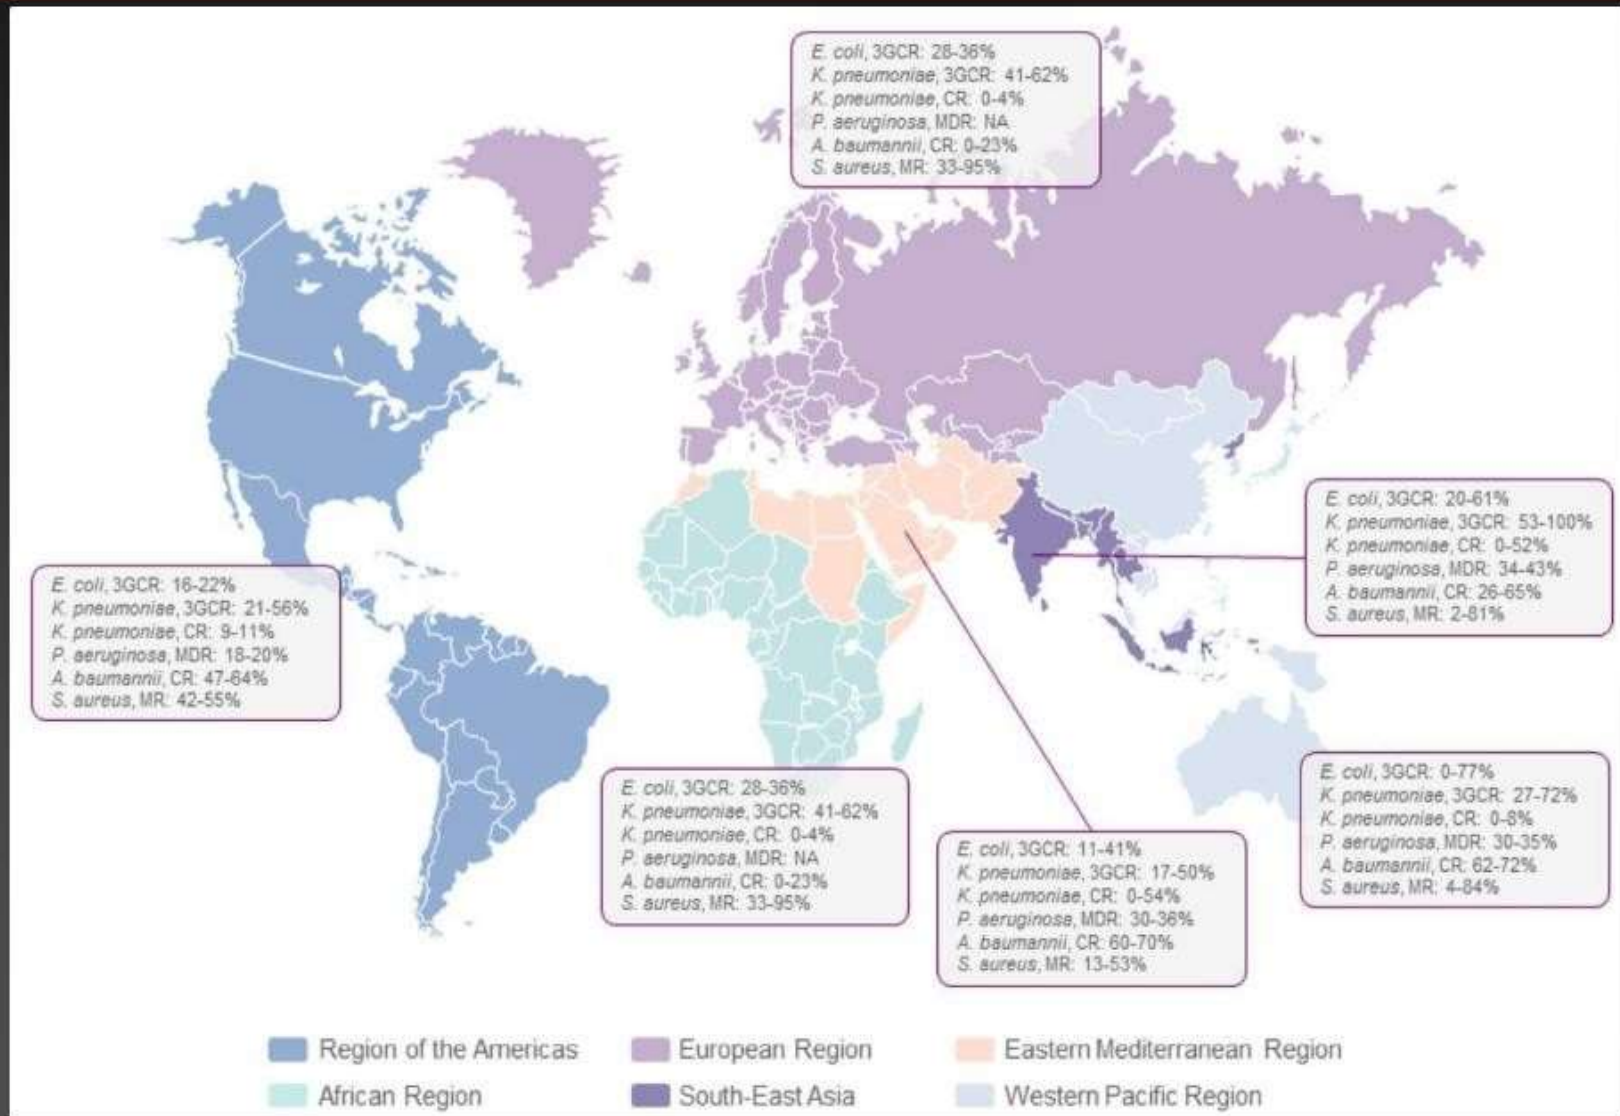 E. coli, 3GCR: 28-36%
K. pneumoniae, 3GCR: 41-62%
K. pneumoniae, CR: 0-4%
P. aeruginosa, MDR: NA
A. baumannii, CR: 0-23%
S. aureus, MR: 33-95%
E. coli, 3GCR: 20-61%
K. pneumoniae, 3GCR: 53-100%
K. pneumoniae, CR: 0-52%
P. aeruginosa, MDR: 34-43%
A. baumannii, CR: 26-65%
S. aureus, MR: 2-81%
E. coli, 3GCR: 16-22%
K. pneumoniae, 3GCR: 21-56%
K. pneumoniae, CR: 9-11%
P. aeruginosa, MDR: 18-20%
A. baumannii, CR: 47-64%
S. aureus, MR: 42-55%
E. coli, 3GCR: 28-36%
K. pneumoniae, 3GCR: 41-62%
K. pneumoniae, CR: 0-4%
P. aeruginosa, MDR: NA
A. baumannii, CR: 0-23%
S. aureus, MR: 33-95%
E. coli, 3GCR: 11-41%
K. pneumoniae, 3GCR: 17-50%
K. pneumoniae, CR: 0-54%
P. aeruginosa, MDR: 30-36%
A. baumannii, CR: 60-70%
S. aureus, MR: 13-53%
E. coli, 3GCR: 0-77%
K. pneumoniae, 3GCR: 27-72%
K. pneumoniae, CR: 0-8%
P. aeruginosa, MDR: 30-35%
A. baumannii, CR: 62-72%
S. aureus, MR: 4-84%
Region of the Americas
European Region
Eastern Mediterranean Region
African Region
South-East Asia
Western Pacific Region